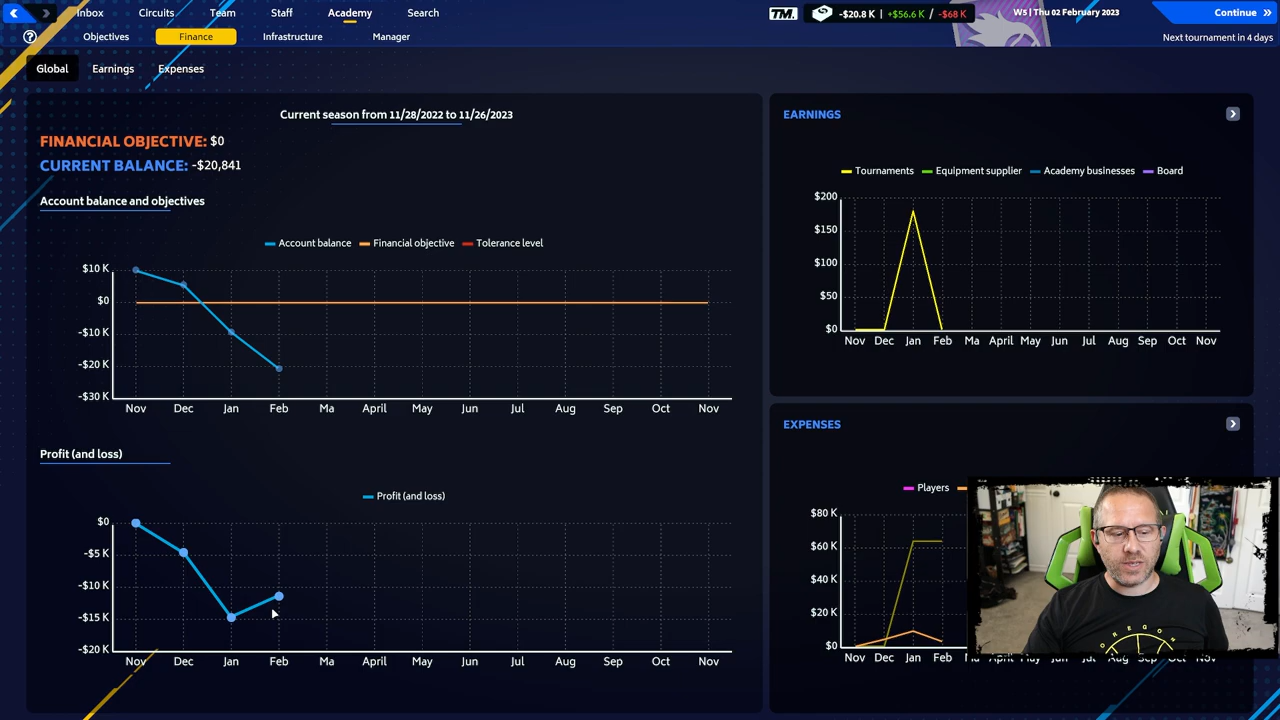 Inbox Circuits Team Staff Academy Search
TM. -$20.8 K | +$56.6 K / -$68 K
W5 | Thu 02 February 2023
Continue
Objectives Finance Infrastructure Manager
Next tournament in 4 days
Global Earnings Expenses
Current season from 11/28/2022 to 11/26/2023
FINANCIAL OBJECTIVE: $0
CURRENT BALANCE: -$20,841
Account balance and objectives
Account balance Financial objective Tolerance level
$10 K
$0
-$10 K
-$20 K
-$30 K
Nov Dec Jan Feb Ma April May Jun Jul Aug Sep Oct Nov
Profit (and loss)
Profit (and loss)
$0
-$5 K
-$10 K
-$15 K
-$20 K
Nov Dec Jan Feb Ma April May Jun Jul Aug Sep Oct Nov
EARNINGS
Tournaments Equipment supplier Academy businesses Board
$200
$150
$100
$50
$0
Nov Dec Jan Feb Ma April May Jun Jul Aug Sep Oct Nov
EXPENSES
Players
$80 K
$60 K
$40 K
$20 K
$0
Nov Dec Jan Feb
OREGON